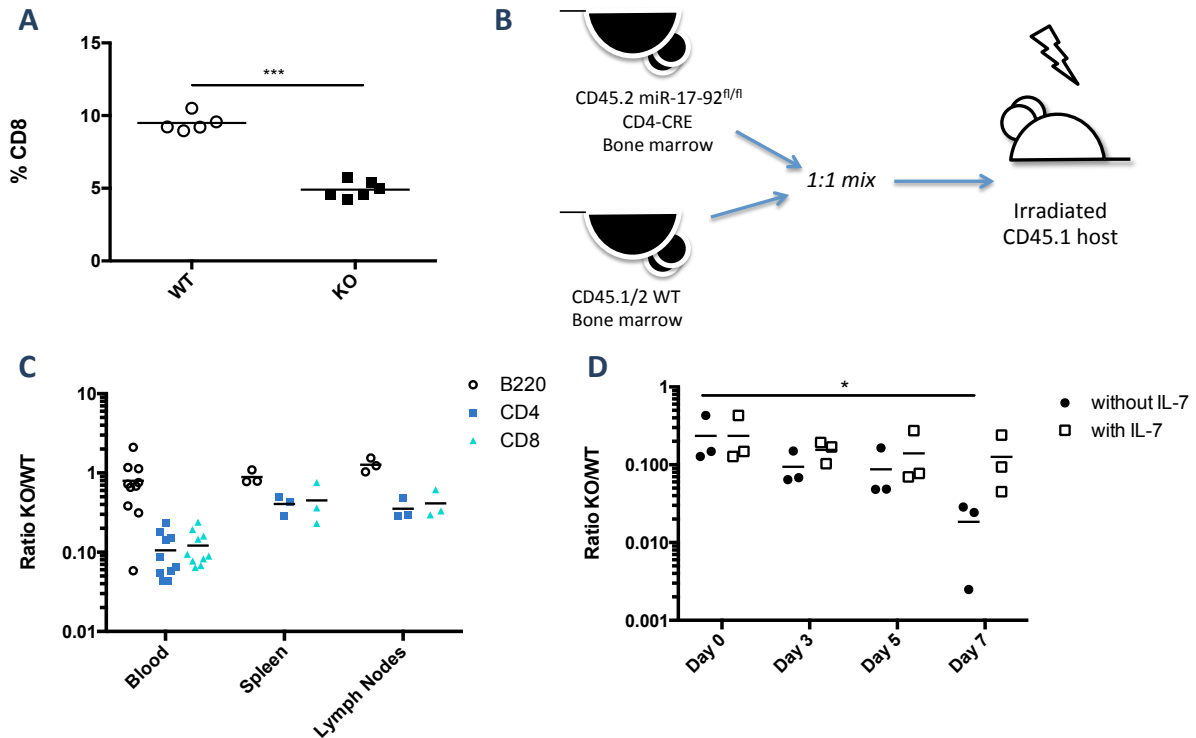 A
% CD8
15
10
5
0
***
WT
KO
B
CD45.2 miR-17-92fl/fl
CD4-CRE
Bone marrow
CD45.1/2 WT
Bone marrow
1:1 mix
Irradiated
CD45.1 host
C
Ratio KO/WT
10
1
0.10
0.01
Blood
Spleen
Lymph Nodes
B220
CD4
CD8
D
Ratio KO/WT
1
0.100
0.010
0.001
*
Day 0
Day 3
Day 5
Day 7
without IL-7
with IL-7